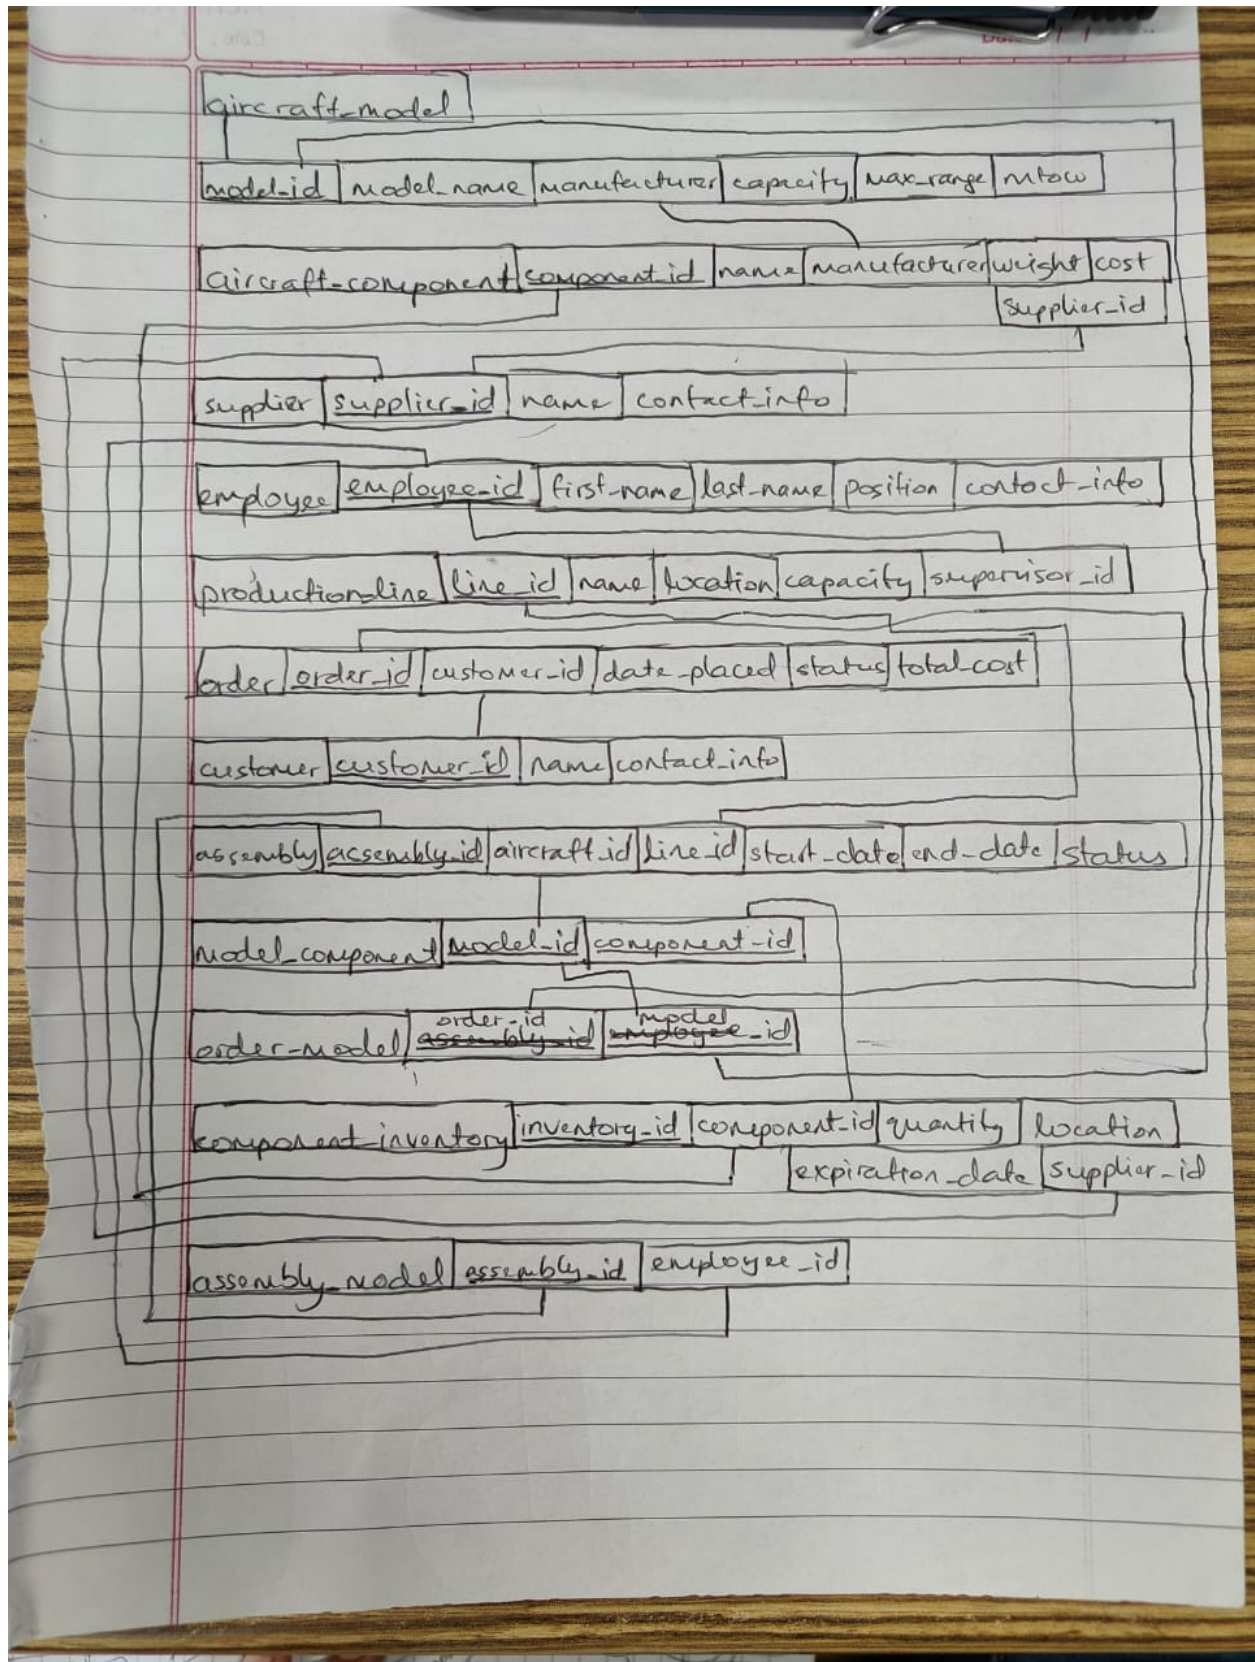 aircraft_model
model_id model_name manufacturer capacity max_range mtow
aircraft_component component_id name manufacturer weight cost
supplier_id
supplier supplier_id name contact_info
employee employee_id first_name last_name position contact_info
production_line line_id name location capacity supervisor_id
order order_id customer_id date_placed status total_cost
customer customer_id name contact_info
assembly assembly_id aircraft_id line_id start_date end_date status
model_component model_id component_id
order_id model
order_model assembly_id employee_id
component_inventory inventory_id component_id quantity location
expiration_date supplier_id
assembly_model assembly_id employee_id